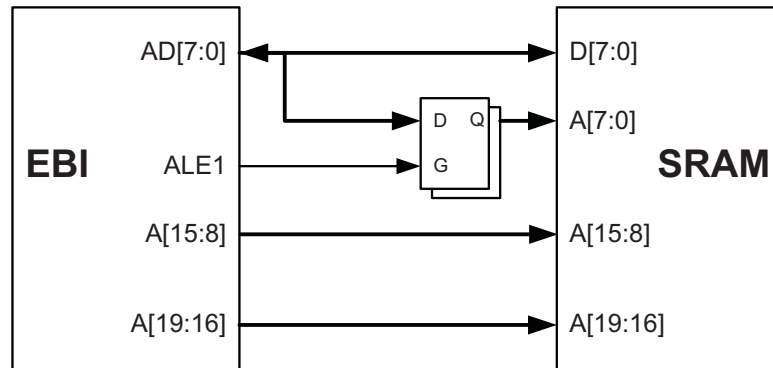 AD[7:0] D[7:0]
D Q A[7:0]
EBI ALE1 G SRAM
A[15:8] A[15:8]
A[19:16] A[19:16]